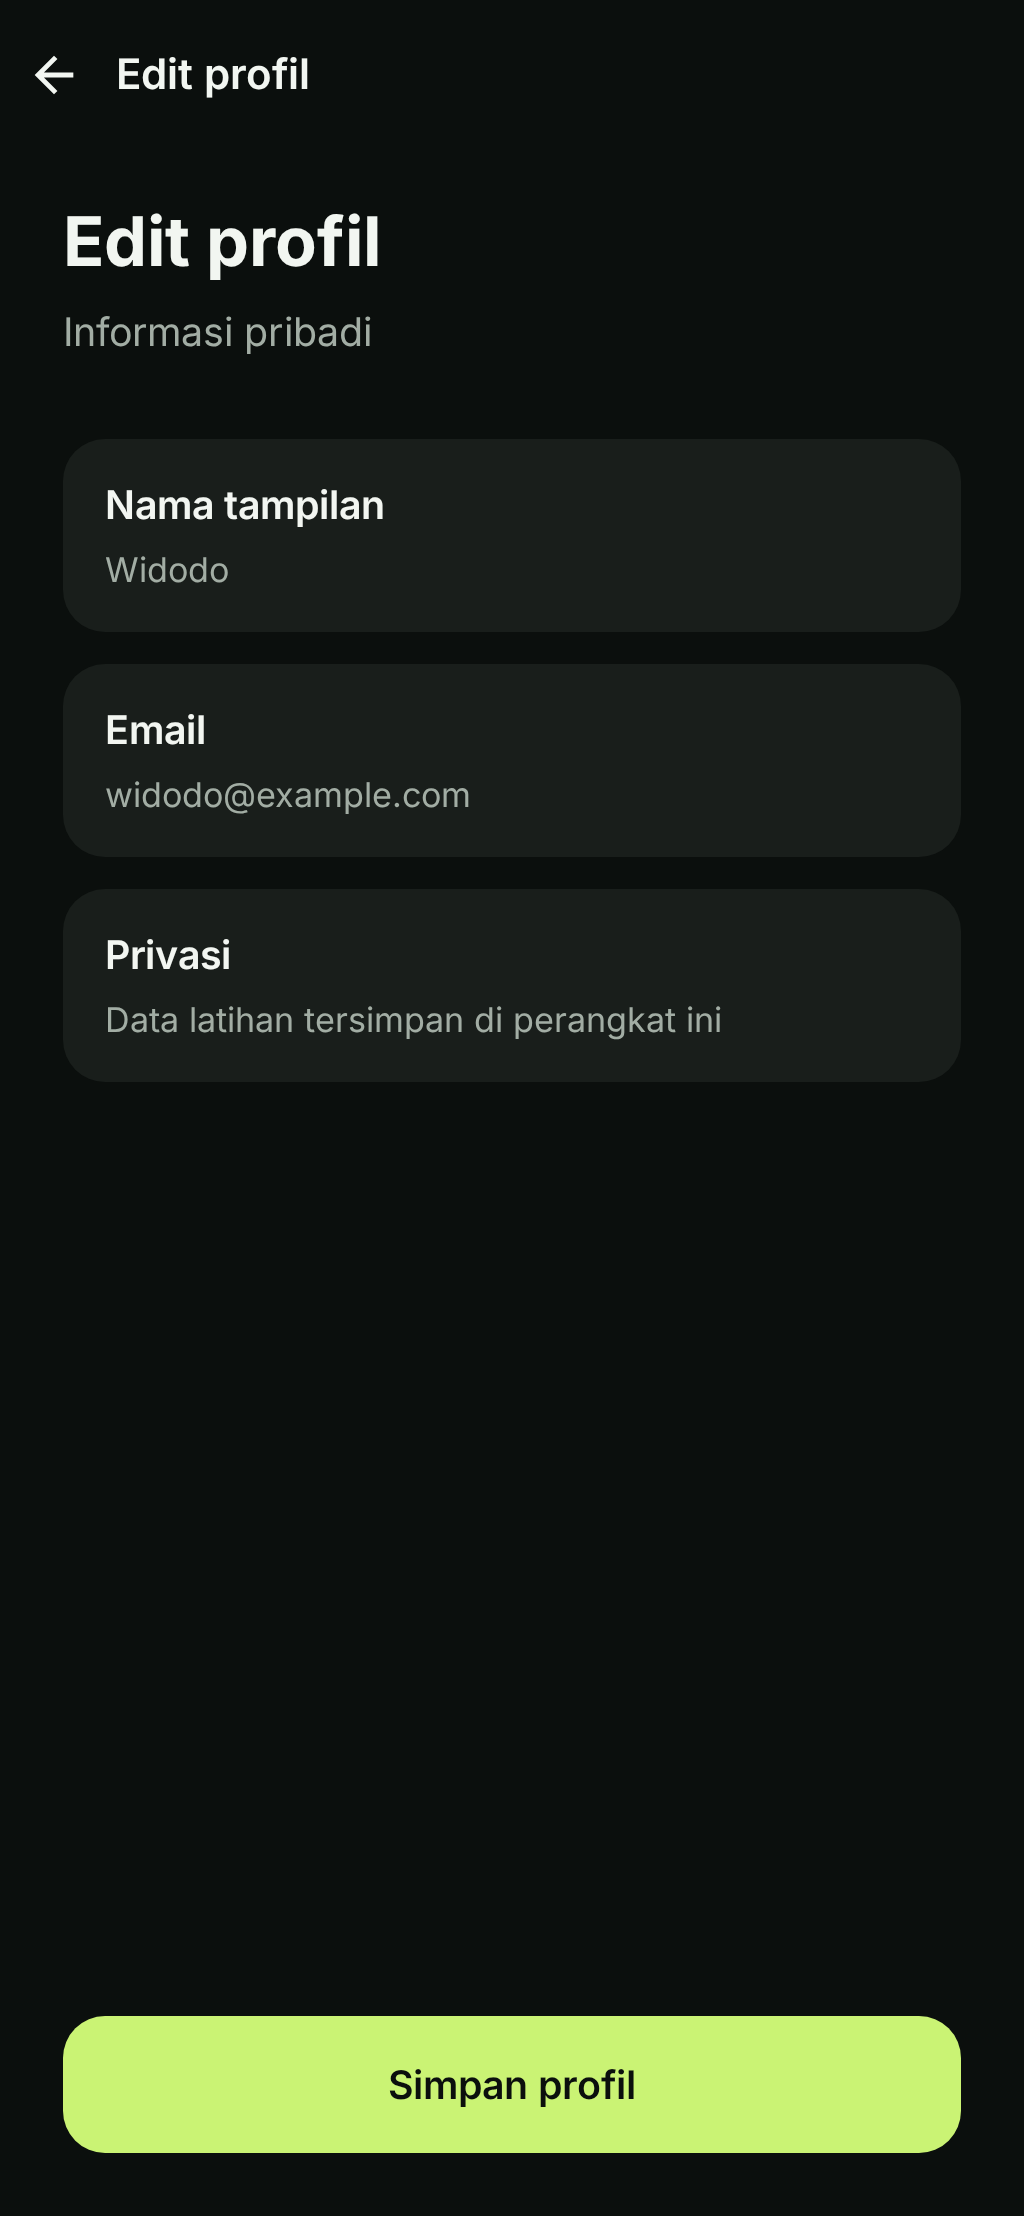 Edit profil
Edit profil
Informasi pribadi
Nama tampilan
Widodo
Email
widodo@example.com
Privasi
Data latihan tersimpan di perangkat ini
Simpan profil